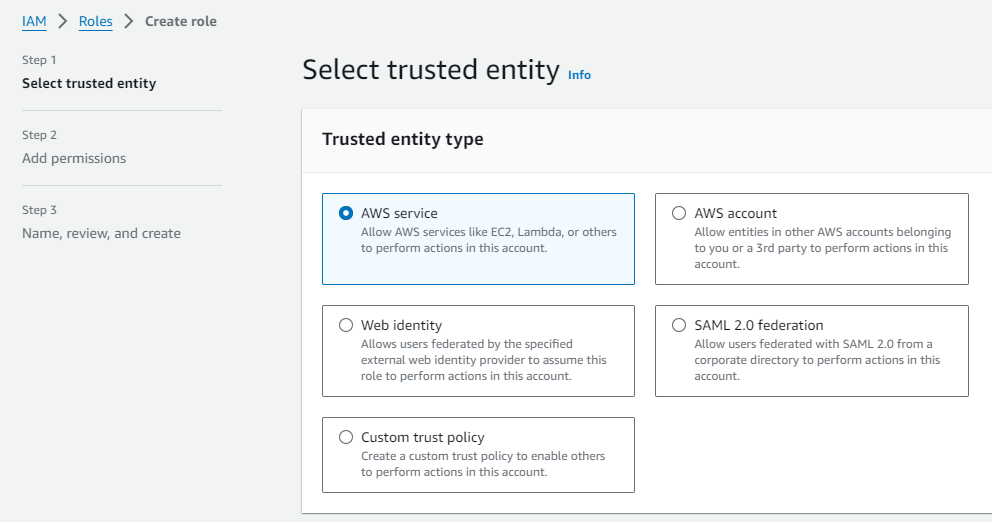 IAM > Roles > Create role
Step 1
Select trusted entity
Step 2
Add permissions
Step 3
Name, review, and create
Select trusted entity Info
Trusted entity type
AWS service
Allow AWS services like EC2, Lambda, or others
to perform actions in this account.
AWS account
Allow entities in other AWS accounts belonging
to you or a 3rd party to perform actions in this
account.
Web identity
Allows users federated by the specified
external web identity provider to assume this
role to perform actions in this account.
SAML 2.0 federation
Allow users federated with SAML 2.0 from a
corporate directory to perform actions in this
account.
Custom trust policy
Create a custom trust policy to enable others
to perform actions in this account.